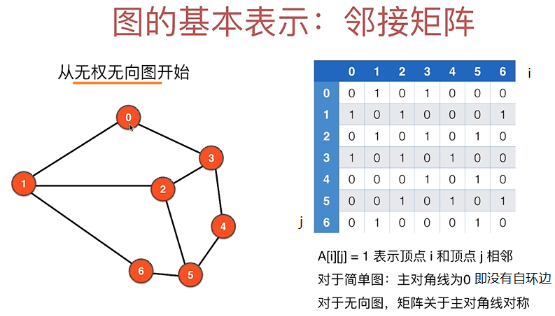 图的基本表示：邻接矩阵
从无权无向图开始
0
3
1
2
4
6
5
0 1 2 3 4 5 6 i
0 0 1 0 1 0 0 0
1 1 0 1 0 0 0 1
2 0 1 0 1 0 1 0
3 1 0 1 0 1 0 0
4 0 0 0 1 0 1 0
5 0 0 1 0 1 0 1
j 6 0 1 0 0 0 1 0
A[i][j] = 1 表示顶点 i 和顶点 j 相邻
对于简单图：主对角线为0 即没有自环边
对于无向图，矩阵关于主对角线对称